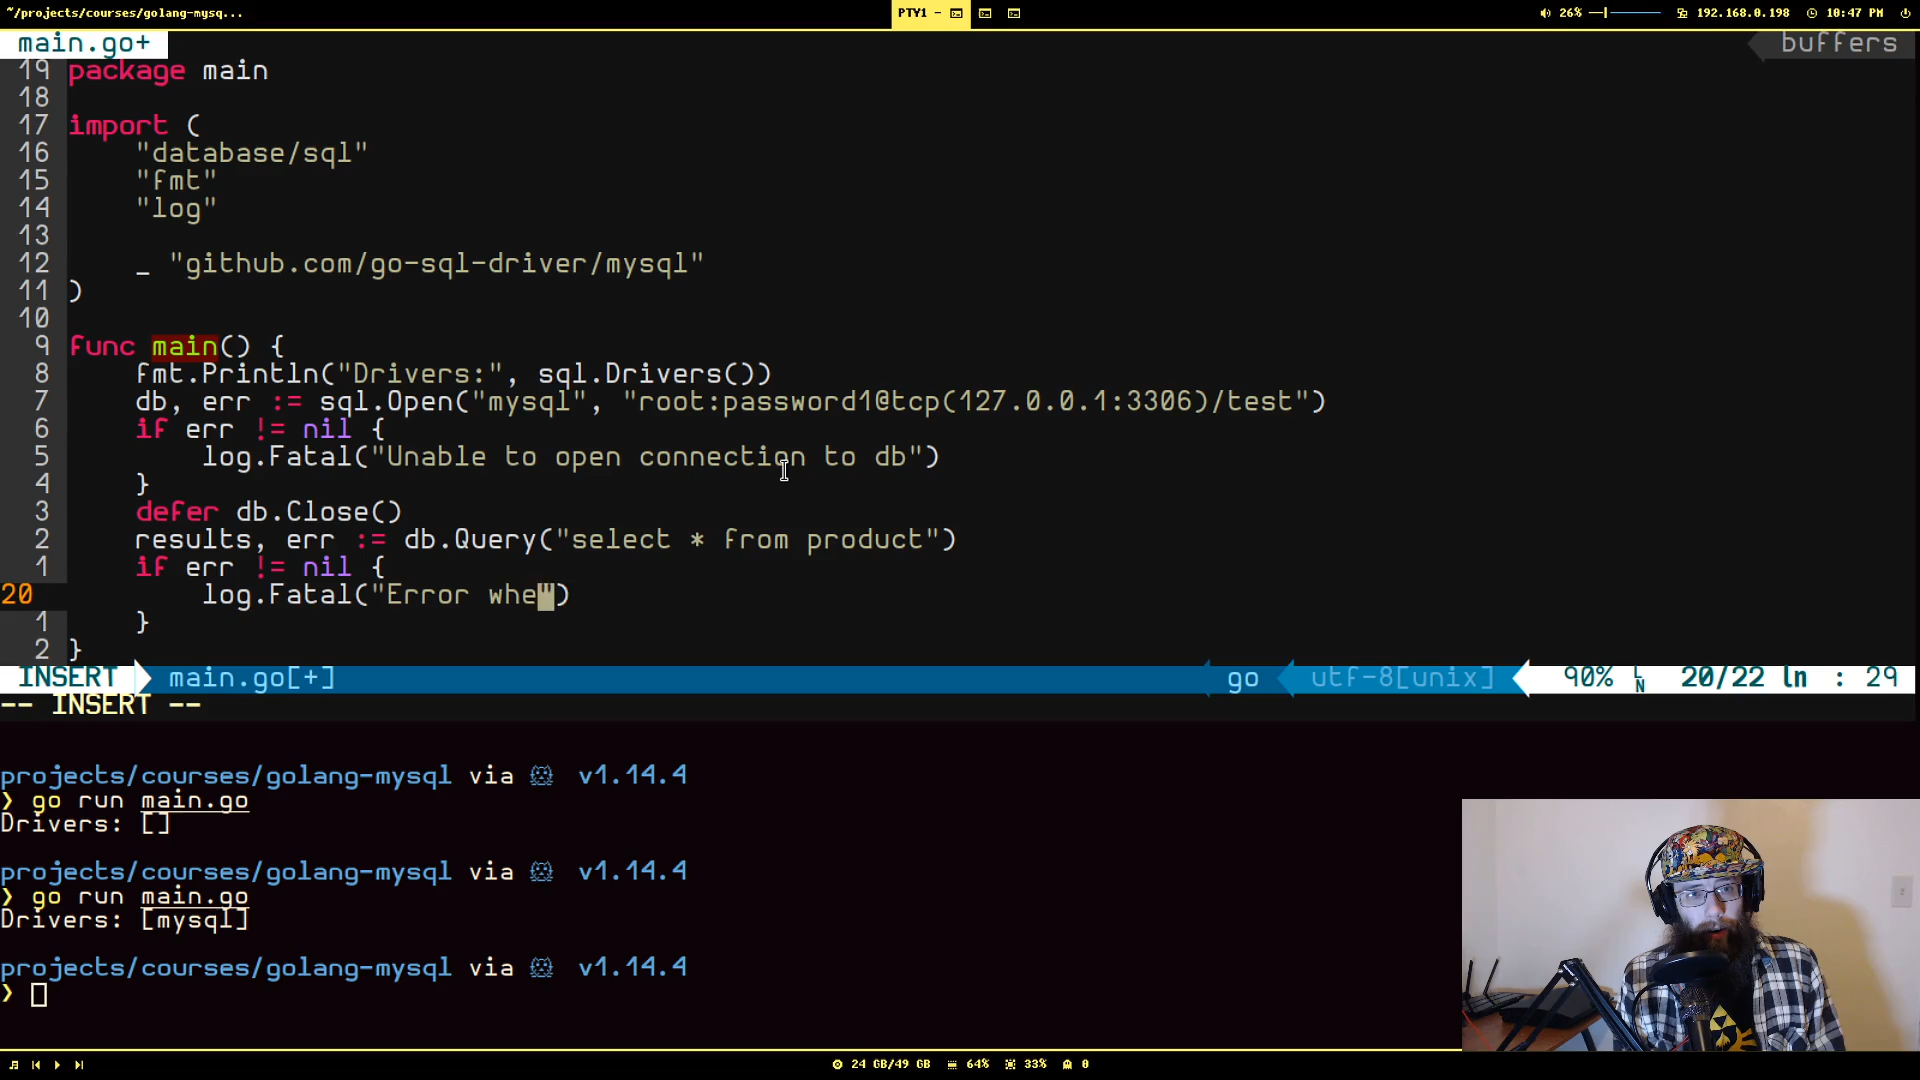 ~/projects/courses/golang-mysq... PTY1 - 26% 192.168.0.198 10:47 PM
main.go+ buffers
19 package main
18
17 import (
16 "database/sql"
15 "fmt"
14 "log"
13
12 _ "github.com/go-sql-driver/mysql"
11 )
10
9 func main() {
8 fmt.Println("Drivers:", sql.Drivers())
7 db, err := sql.Open("mysql", "root:password1@tcp(127.0.0.1:3306)/test")
6 if err != nil {
5 log.Fatal("Unable to open connection to db")
4 }
3 defer db.Close()
2 results, err := db.Query("select * from product")
1 if err != nil {
20 log.Fatal("Error whe")
1 }
2 }
INSERT main.go[+] go utf-8[unix] 90% LN 20/22 ln : 29
-- INSERT --
projects/courses/golang-mysql via 🐹 v1.14.4
❯ go run main.go
Drivers: []
projects/courses/golang-mysql via 🐹 v1.14.4
❯ go run main.go
Drivers: [mysql]
projects/courses/golang-mysql via 🐹 v1.14.4
❯
24 GB/49 GB 64% 33% 0